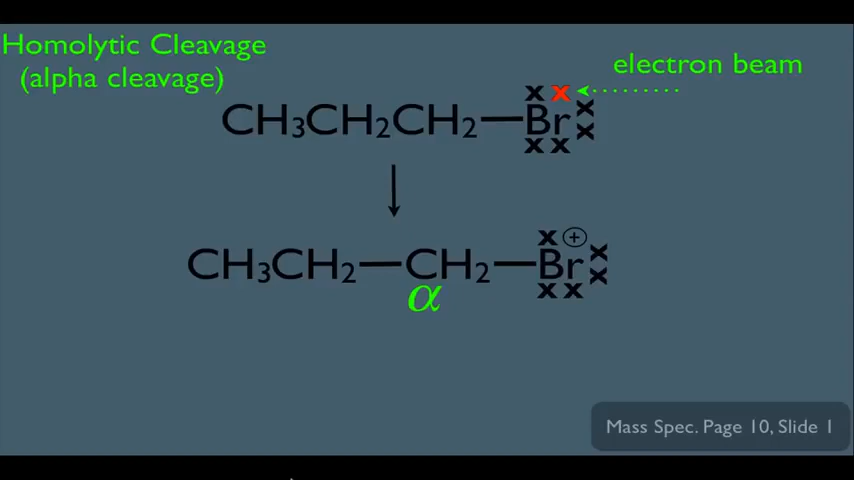 Homolytic Cleavage
(alpha cleavage)
electron beam
x x
CH₃CH₂CH₂—Br x x
x x
x ⊕
CH₃CH₂—CH₂—Br x x
x x
α
Mass Spec. Page 10, Slide 1